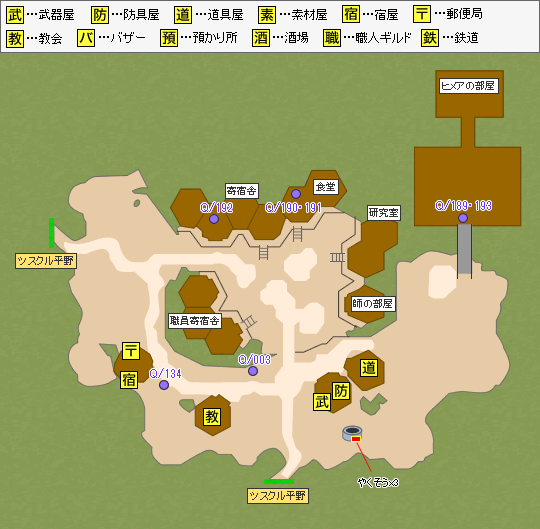 武…武器屋 防…防具屋 道…道具屋 素…素材屋 宿…宿屋 〒…郵便局
教…教会 バ…バザー 預…預かり所 酒…酒場 職…職人ギルド 鉄…鉄道
ヒメアの部屋
寄宿舎
食堂
Q/192
Q/190・191
研究室
Q/189・193
ツスクル平野
師の部屋
職員寄宿舎
〒
宿
Q/134
Q/003
道
防
武
教
やくそう×3
ツスクル平野